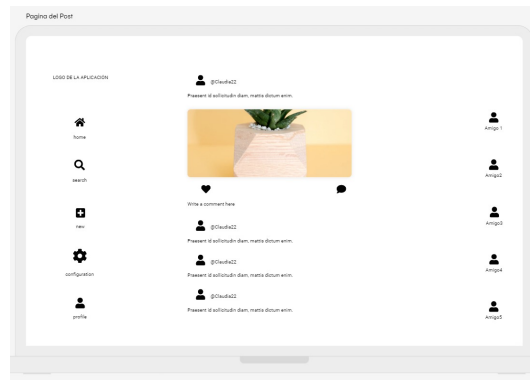 Pagina del Post
LOGO DE LA APLICACIÓN
home
search
new
configuration
profile
@Claudia22
Praesent id sollicitudin diam, mattis dictum enim.
Write a comment here
@Claudia22
Praesent id sollicitudin diam, mattis dictum enim.
@Claudia22
Praesent id sollicitudin diam, mattis dictum enim.
@Claudia22
Praesent id sollicitudin diam, mattis dictum enim.
Amigo 1
Amigo2
Amigo3
Amigo4
Amigo5